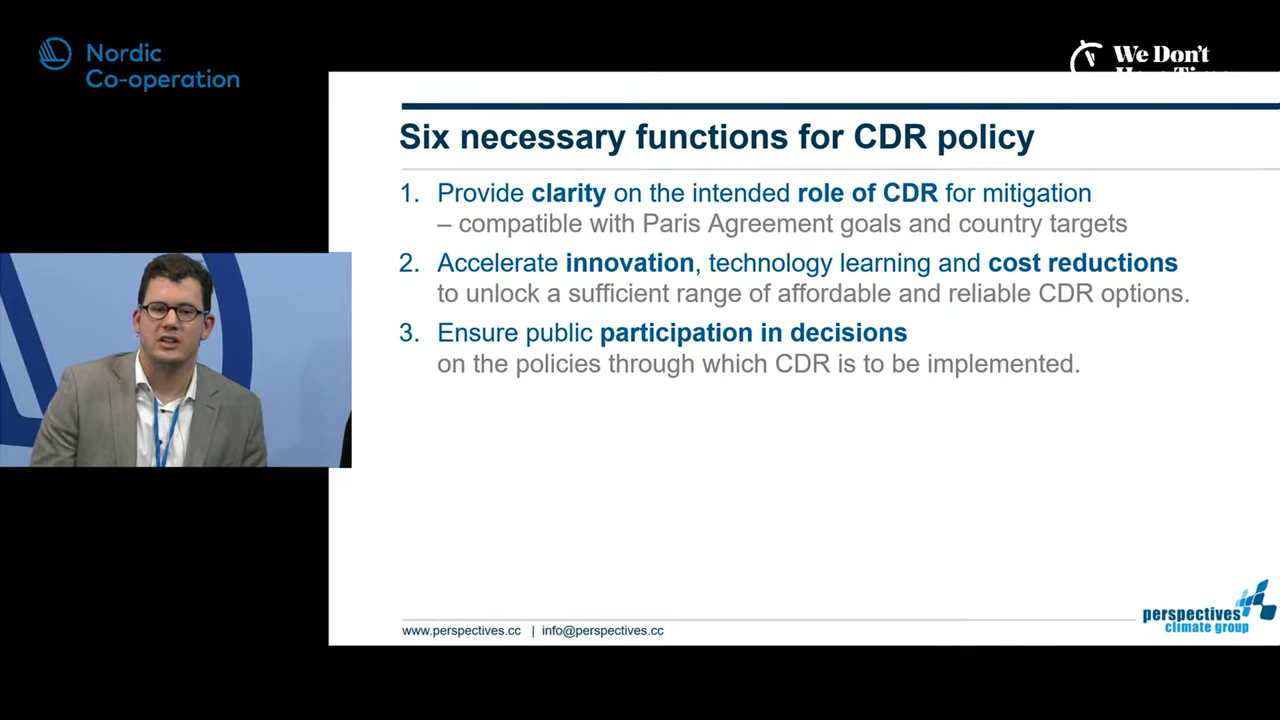 Nordic
Co-operation
We Don't
Six necessary functions for CDR policy
1. Provide clarity on the intended role of CDR for mitigation
– compatible with Paris Agreement goals and country targets
2. Accelerate innovation, technology learning and cost reductions
to unlock a sufficient range of affordable and reliable CDR options.
3. Ensure public participation in decisions
on the policies through which CDR is to be implemented.
www.perspectives.cc | info@perspectives.cc
perspectives
climate group